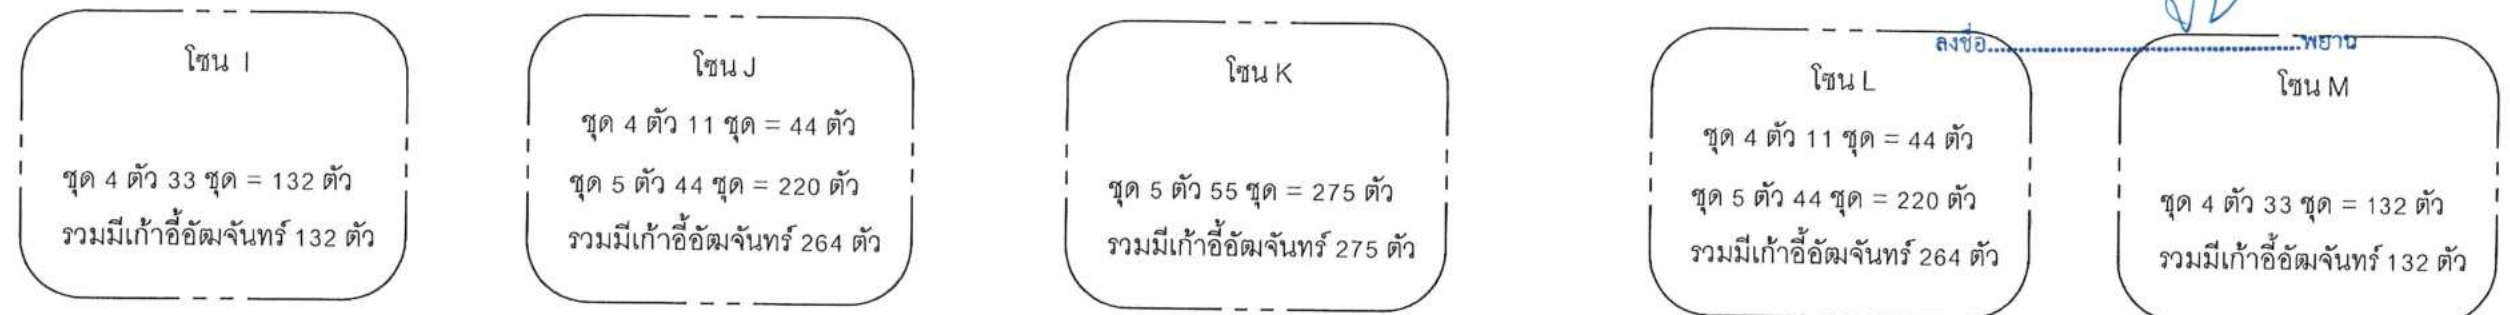 ลงชื่อ..................................................พยาน
โซน I
ชุด 4 ตัว 33 ชุด = 132 ตัว
รวมมีเก้าอี้อัฒจันทร์ 132 ตัว
โซน J
ชุด 4 ตัว 11 ชุด = 44 ตัว
ชุด 5 ตัว 44 ชุด = 220 ตัว
รวมมีเก้าอี้อัฒจันทร์ 264 ตัว
โซน K
ชุด 5 ตัว 55 ชุด = 275 ตัว
รวมมีเก้าอี้อัฒจันทร์ 275 ตัว
โซน L
ชุด 4 ตัว 11 ชุด = 44 ตัว
ชุด 5 ตัว 44 ชุด = 220 ตัว
รวมมีเก้าอี้อัฒจันทร์ 264 ตัว
โซน M
ชุด 4 ตัว 33 ชุด = 132 ตัว
รวมมีเก้าอี้อัฒจันทร์ 132 ตัว